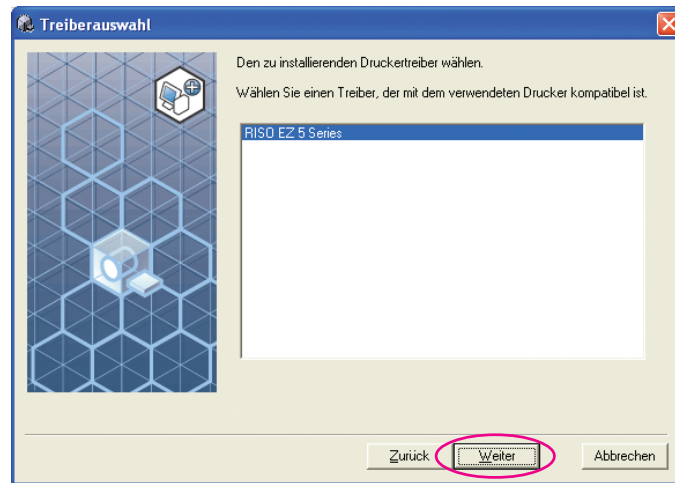 Treiberauswahl
Den zu installierenden Druckertreiber wählen.
Wählen Sie einen Treiber, der mit dem verwendeten Drucker kompatibel ist.
RISO EZ 5 Series
Zurück Weiter Abbrechen